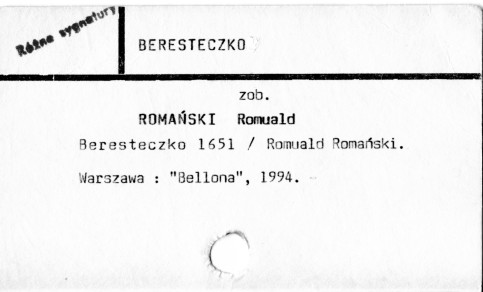 Różne sygnatury
BERESTECZKO
zob.
ROMAŃSKI Romuald
Beresteczko 1651 / Romuald Romański.
Warszawa : "Bellona", 1994.